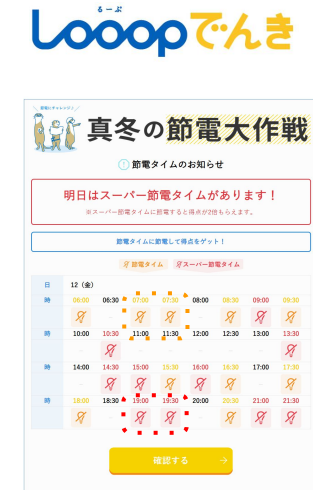 るーぷ
Looopでんき
節電にチャレンジ
真冬の節電大作戦
節電タイムのお知らせ
明日はスーパー節電タイムがあります！
※スーパー節電タイムに節電すると得点が2倍もらえます。
節電タイムに節電して得点をゲット！
節電タイム スーパー節電タイム
日 12（金）
時 06:00 06:30 07:00 07:30 08:00 08:30 09:00 09:30
時 10:00 10:30 11:00 11:30 12:00 12:30 13:00 13:30
時 14:00 14:30 15:00 15:30 16:00 16:30 17:00 17:30
時 18:00 18:30 19:00 19:30 20:00 20:30 21:00 21:30
確認する →